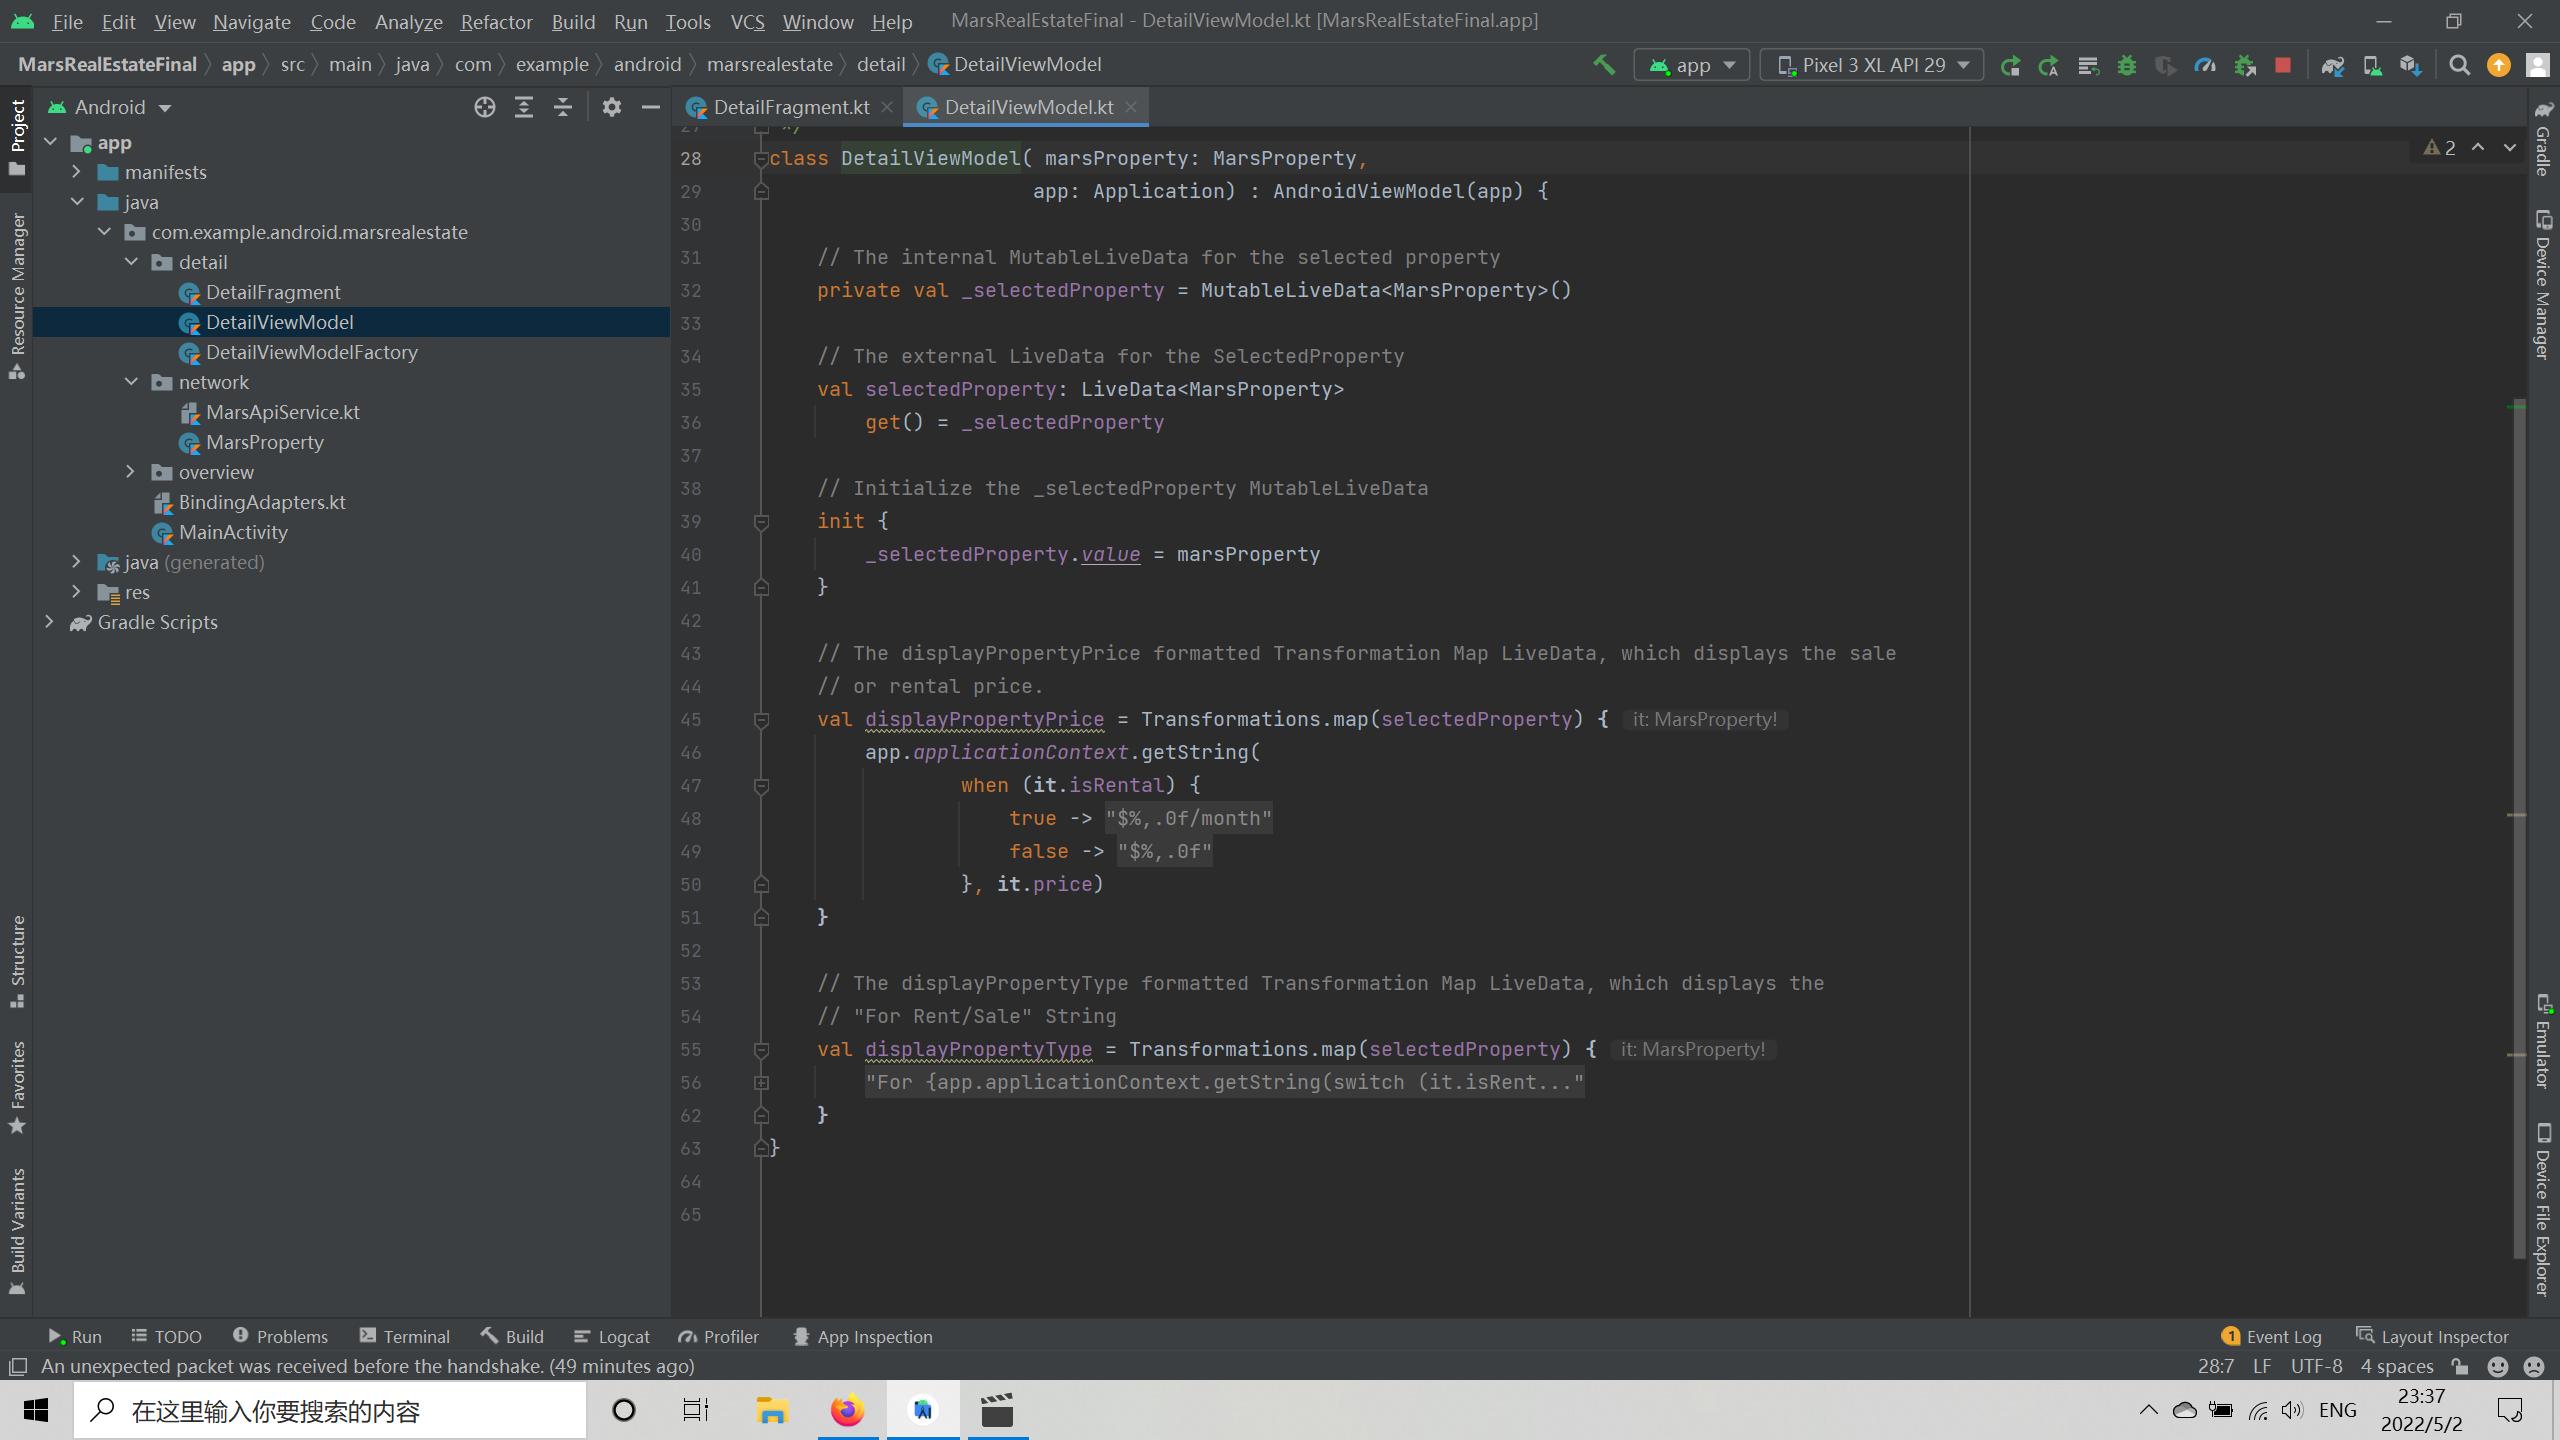 File Edit View Navigate Code Analyze Refactor Build Run Tools VCS Window Help MarsRealEstateFinal - DetailViewModel.kt [MarsRealEstateFinal.app]
MarsRealEstateFinal app src main java com example android marsrealestate detail DetailViewModel app Pixel 3 XL API 29
Android
DetailFragment.kt DetailViewModel.kt
Project
Resource Manager
Structure
Favorites
Build Variants
app
manifests
java
com.example.android.marsrealestate
detail
DetailFragment
DetailViewModel
DetailViewModelFactory
network
MarsApiService.kt
MarsProperty
overview
BindingAdapters.kt
MainActivity
java (generated)
res
Gradle Scripts
27 */
28 class DetailViewModel( marsProperty: MarsProperty,
29 app: Application) : AndroidViewModel(app) {
30
31 // The internal MutableLiveData for the selected property
32 private val _selectedProperty = MutableLiveData<MarsProperty>()
33
34 // The external LiveData for the SelectedProperty
35 val selectedProperty: LiveData<MarsProperty>
36 get() = _selectedProperty
37
38 // Initialize the _selectedProperty MutableLiveData
39 init {
40 _selectedProperty.value = marsProperty
41 }
42
43 // The displayPropertyPrice formatted Transformation Map LiveData, which displays the sale
44 // or rental price.
45 val displayPropertyPrice = Transformations.map(selectedProperty) { it: MarsProperty!
46 app.applicationContext.getString(
47 when (it.isRental) {
48 true -> "$%,.0f/month"
49 false -> "$%,.0f"
50 }, it.price)
51 }
52
53 // The displayPropertyType formatted Transformation Map LiveData, which displays the
54 // "For Rent/Sale" String
55 val displayPropertyType = Transformations.map(selectedProperty) { it: MarsProperty!
56 "For {app.applicationContext.getString(switch (it.isRent..."
62 }
63 }
64
65
2
Gradle
Device Manager
Emulator
Device File Explorer
Run TODO Problems Terminal Build Logcat Profiler App Inspection 1 Event Log Layout Inspector
An unexpected packet was received before the handshake. (49 minutes ago) 28:7 LF UTF-8 4 spaces
在这里输入你要搜索的内容
ENG
23:37
2022/5/2